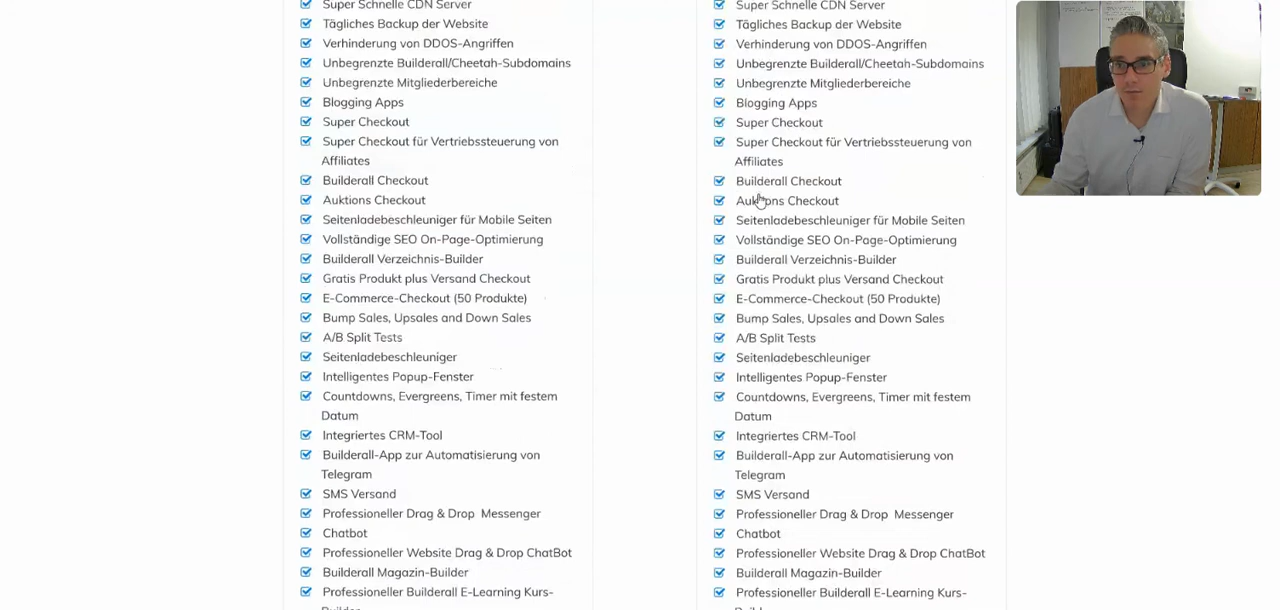 Super Schnelle CDN Server
Tägliches Backup der Website
Verhinderung von DDOS-Angriffen
Unbegrenzte Builderall/Cheetah-Subdomains
Unbegrenzte Mitgliederbereiche
Blogging Apps
Super Checkout
Super Checkout für Vertriebssteuerung von
Affiliates
Builderall Checkout
Auktions Checkout
Seitenladebeschleuniger für Mobile Seiten
Vollständige SEO On-Page-Optimierung
Builderall Verzeichnis-Builder
Gratis Produkt plus Versand Checkout
E-Commerce-Checkout (50 Produkte)
Bump Sales, Upsales and Down Sales
A/B Split Tests
Seitenladebeschleuniger
Intelligentes Popup-Fenster
Countdowns, Evergreens, Timer mit festem
Datum
Integriertes CRM-Tool
Builderall-App zur Automatisierung von
Telegram
SMS Versand
Professioneller Drag & Drop Messenger
Chatbot
Professioneller Website Drag & Drop ChatBot
Builderall Magazin-Builder
Professioneller Builderall E-Learning Kurs-
Super Schnelle CDN Server
Tägliches Backup der Website
Verhinderung von DDOS-Angriffen
Unbegrenzte Builderall/Cheetah-Subdomains
Unbegrenzte Mitgliederbereiche
Blogging Apps
Super Checkout
Super Checkout für Vertriebssteuerung von
Affiliates
Builderall Checkout
Auktions Checkout
Seitenladebeschleuniger für Mobile Seiten
Vollständige SEO On-Page-Optimierung
Builderall Verzeichnis-Builder
Gratis Produkt plus Versand Checkout
E-Commerce-Checkout (50 Produkte)
Bump Sales, Upsales and Down Sales
A/B Split Tests
Seitenladebeschleuniger
Intelligentes Popup-Fenster
Countdowns, Evergreens, Timer mit festem
Datum
Integriertes CRM-Tool
Builderall-App zur Automatisierung von
Telegram
SMS Versand
Professioneller Drag & Drop Messenger
Chatbot
Professioneller Website Drag & Drop ChatBot
Builderall Magazin-Builder
Professioneller Builderall E-Learning Kurs-